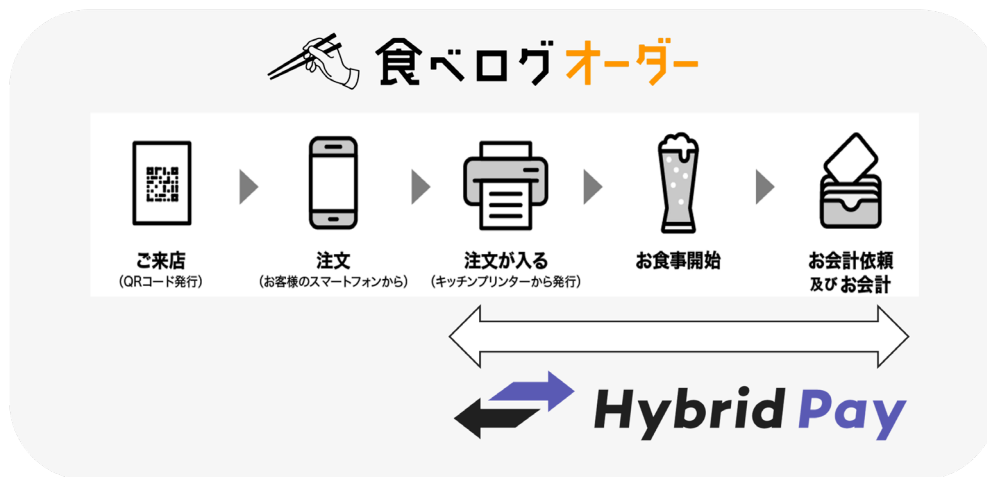 食べログオーダー
ご来店
(QRコード発行)
注文
(お客様のスマートフォンから)
注文が入る
(キッチンプリンターから発行)
お食事開始
お会計依頼
及びお会計
Hybrid Pay